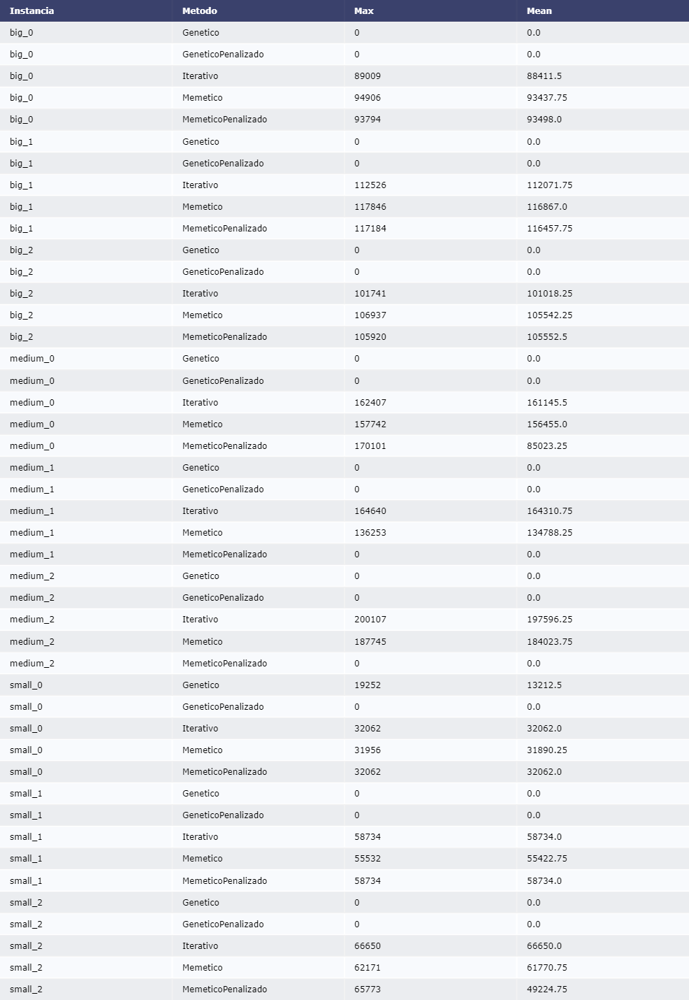 Instancia Metodo Max Mean
big_0 Genetico 0 0.0
big_0 GeneticoPenalizado 0 0.0
big_0 Iterativo 89009 88411.5
big_0 Memetico 94906 93437.75
big_0 MemeticoPenalizado 93794 93498.0
big_1 Genetico 0 0.0
big_1 GeneticoPenalizado 0 0.0
big_1 Iterativo 112526 112071.75
big_1 Memetico 117846 116867.0
big_1 MemeticoPenalizado 117184 116457.75
big_2 Genetico 0 0.0
big_2 GeneticoPenalizado 0 0.0
big_2 Iterativo 101741 101018.25
big_2 Memetico 106937 105542.25
big_2 MemeticoPenalizado 105920 105552.5
medium_0 Genetico 0 0.0
medium_0 GeneticoPenalizado 0 0.0
medium_0 Iterativo 162407 161145.5
medium_0 Memetico 157742 156455.0
medium_0 MemeticoPenalizado 170101 85023.25
medium_1 Genetico 0 0.0
medium_1 GeneticoPenalizado 0 0.0
medium_1 Iterativo 164640 164310.75
medium_1 Memetico 136253 134788.25
medium_1 MemeticoPenalizado 0 0.0
medium_2 Genetico 0 0.0
medium_2 GeneticoPenalizado 0 0.0
medium_2 Iterativo 200107 197596.25
medium_2 Memetico 187745 184023.75
medium_2 MemeticoPenalizado 0 0.0
small_0 Genetico 19252 13212.5
small_0 GeneticoPenalizado 0 0.0
small_0 Iterativo 32062 32062.0
small_0 Memetico 31956 31890.25
small_0 MemeticoPenalizado 32062 32062.0
small_1 Genetico 0 0.0
small_1 GeneticoPenalizado 0 0.0
small_1 Iterativo 58734 58734.0
small_1 Memetico 55532 55422.75
small_1 MemeticoPenalizado 58734 58734.0
small_2 Genetico 0 0.0
small_2 GeneticoPenalizado 0 0.0
small_2 Iterativo 66650 66650.0
small_2 Memetico 62171 61770.75
small_2 MemeticoPenalizado 65773 49224.75